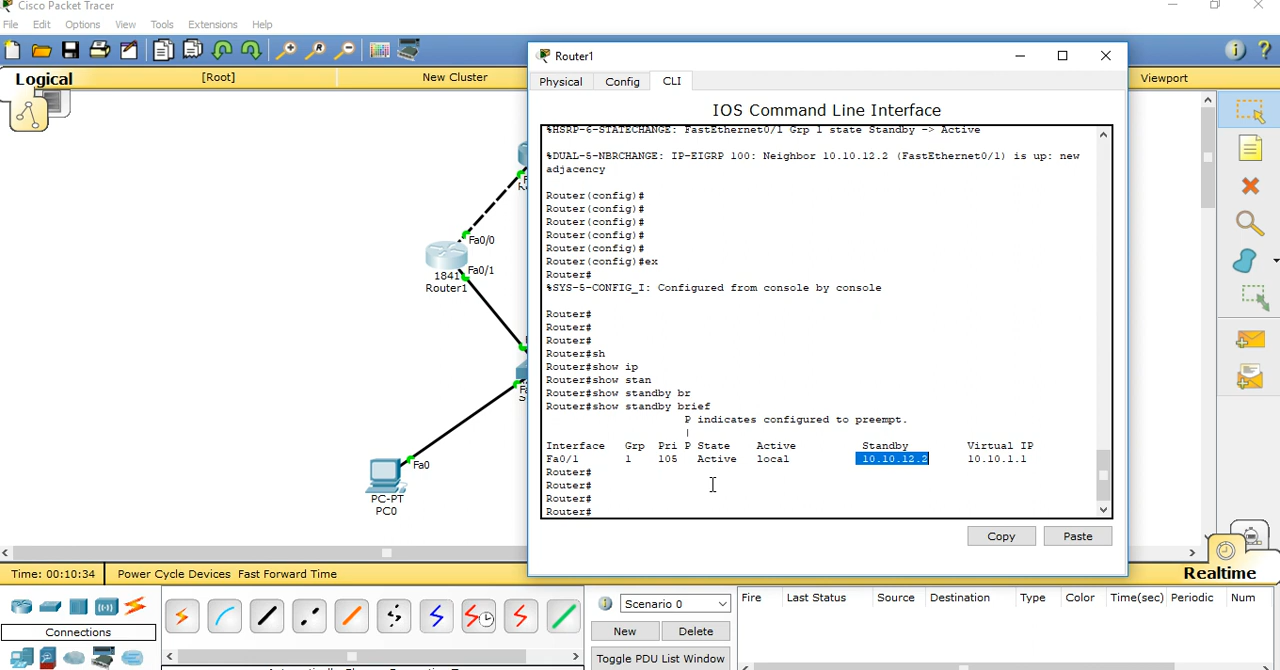 Cisco Packet Tracer
File Edit Options View Tools Extensions Help
Logical [Root] New Cluster Viewport
Router1
Physical Config CLI
IOS Command Line Interface
%HSRP-6-STATECHANGE: FastEthernet0/1 Grp 1 state Standby -> Active
%DUAL-5-NBRCHANGE: IP-EIGRP 100: Neighbor 10.10.12.2 (FastEthernet0/1) is up: new
adjacency
Router(config)#
Router(config)#
Router(config)#
Router(config)#
Router(config)#
Router(config)#ex
Router#
%SYS-5-CONFIG_I: Configured from console by console
Router#
Router#
Router#
Router#sh
Router#show ip
Router#show stan
Router#show standby br
Router#show standby brief
P indicates configured to preempt.
|
Interface Grp Pri P State Active Standby Virtual IP
Fa0/1 1 105 Active local 10.10.12.2 10.10.1.1
Router#
Router#
Router#
Router#
Copy Paste
Fa0/0
1841
Router1
Fa0/1
Fa0
PC-PT
PC0
Time: 00:10:34 Power Cycle Devices Fast Forward Time
Realtime
Connections
Scenario 0
New Delete
Toggle PDU List Window
Fire Last Status Source Destination Type Color Time(sec) Periodic Num